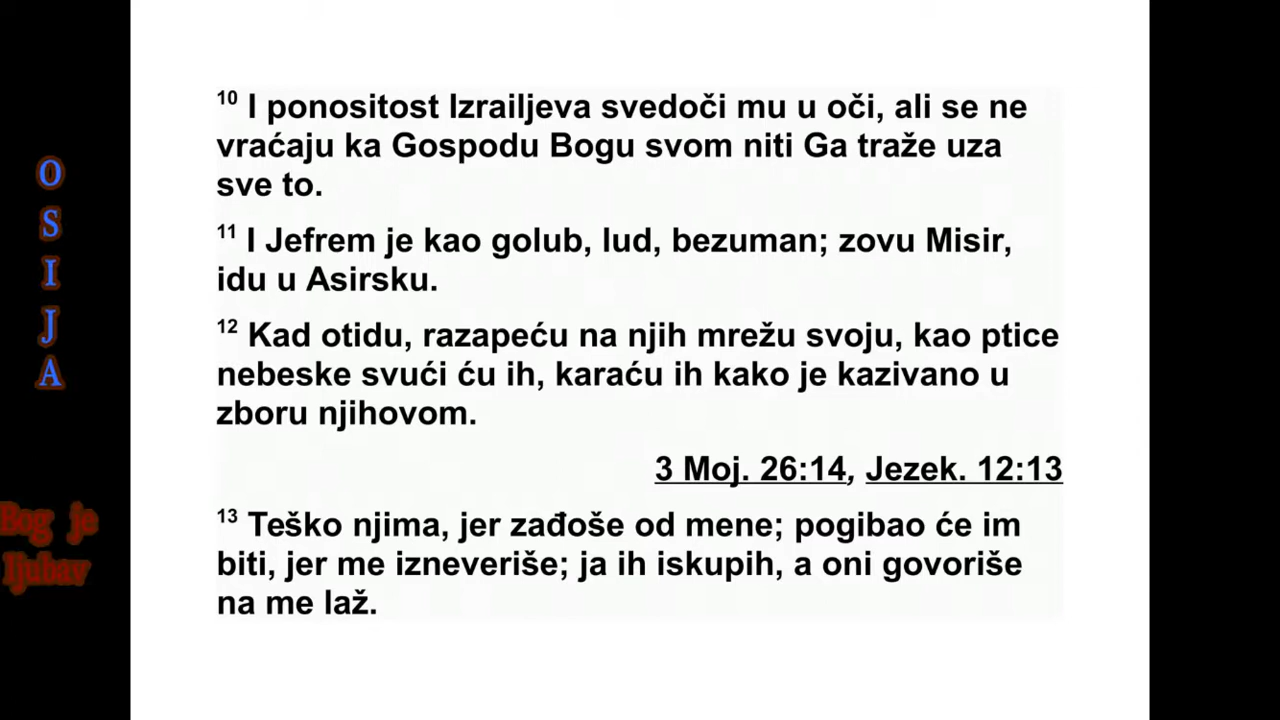 O
S
I
J
A
Bog je
ljubav
10 I ponositost Izrailjeva svedoči mu u oči, ali se ne
vraćaju ka Gospodu Bogu svom niti Ga traže uza
sve to.
11 I Jefrem je kao golub, lud, bezuman; zovu Misir,
idu u Asirsku.
12 Kad otidu, razapeću na njih mrežu svoju, kao ptice
nebeske svući ću ih, karaću ih kako je kazivano u
zboru njihovom.
3 Moj. 26:14, Jezek. 12:13
13 Teško njima, jer zađoše od mene; pogibao će im
biti, jer me izneveriše; ja ih iskupih, a oni govoriše
na me laž.